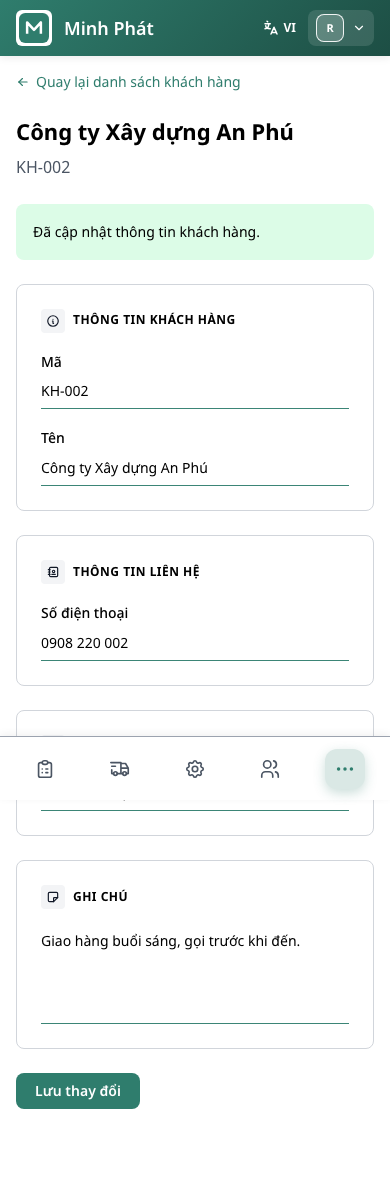 Minh Phát
VI
R
Quay lại danh sách khách hàng
Công ty Xây dựng An Phú
KH-002
Đã cập nhật thông tin khách hàng.
THÔNG TIN KHÁCH HÀNG
Mã
KH-002
Tên
Công ty Xây dựng An Phú
THÔNG TIN LIÊN HỆ
Số điện thoại
0908 220 002
GHI CHÚ
Giao hàng buổi sáng, gọi trước khi đến.
Lưu thay đổi